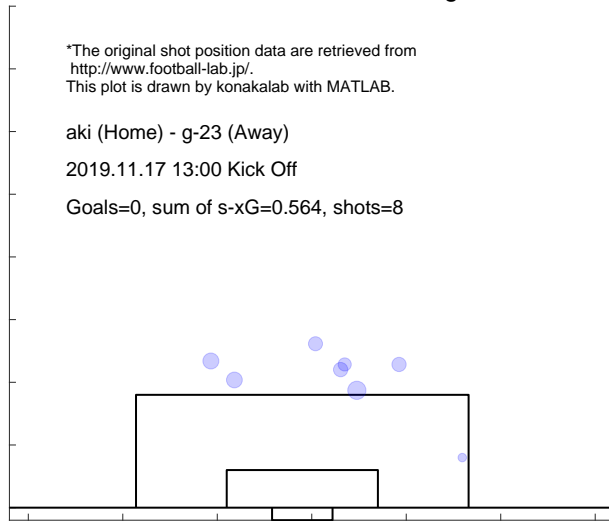 *The original shot position data are retrieved from
http://www.football-lab.jp/.
This plot is drawn by konakalab with MATLAB.
aki (Home) - g-23 (Away)
2019.11.17 13:00 Kick Off
Goals=0, sum of s-xG=0.564, shots=8